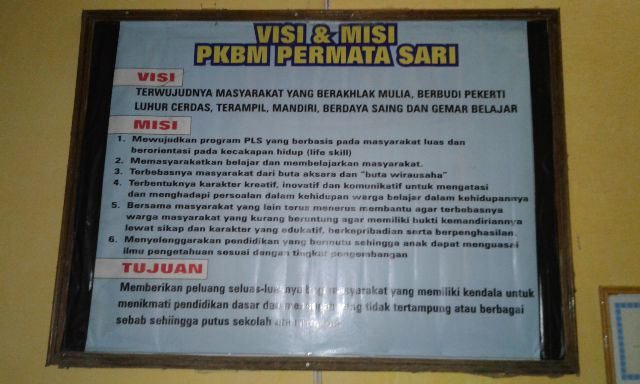 VISI & MISI
PKBM PERMATA SARI
VISI
TERWUJUDNYA MASYARAKAT YANG BERAKHLAK MULIA, BERBUDI PEKERTI
LUHUR CERDAS, TERAMPIL, MANDIRI, BERDAYA SAING DAN GEMAR BELAJAR
MISI
1. Mewujudkan program PLS yang berbasis pada masyarakat luas dan
berorientasi pada kecakapan hidup (life skill)
2. Memasyarakatkan belajar dan membelajarkan masyarakat.
3. Terbebasnya masyarakat dari buta aksara dan "buta wirausaha"
4. Terbentuknya karakter kreatif, inovatif dan komunikatif untuk mengatasi
dan menghadapi persoalan dalam kehidupan warga belajar dalam kehidupannya
5. Bersama masyarakat yang lain terus menerus membantu agar terbebasnya
warga masyarakat yang kurang beruntung agar memiliki bukti kemandiriannya
lewat sikap dan karakter yang edukatif, berkepribadian serta berpenghasilan.
6. Menyelenggarakan pendidikan yang bermutu sehingga anak dapat menguasai
ilmu pengetahuan sesuai dengan tingkat pengembangan
TUJUAN
Memberikan peluang seluas-luasnya bagi masyarakat yang memiliki kendala untuk
menikmati pendidikan dasar dan yang tidak tertampung atau berbagai
sebab sehiingga putus sekolah